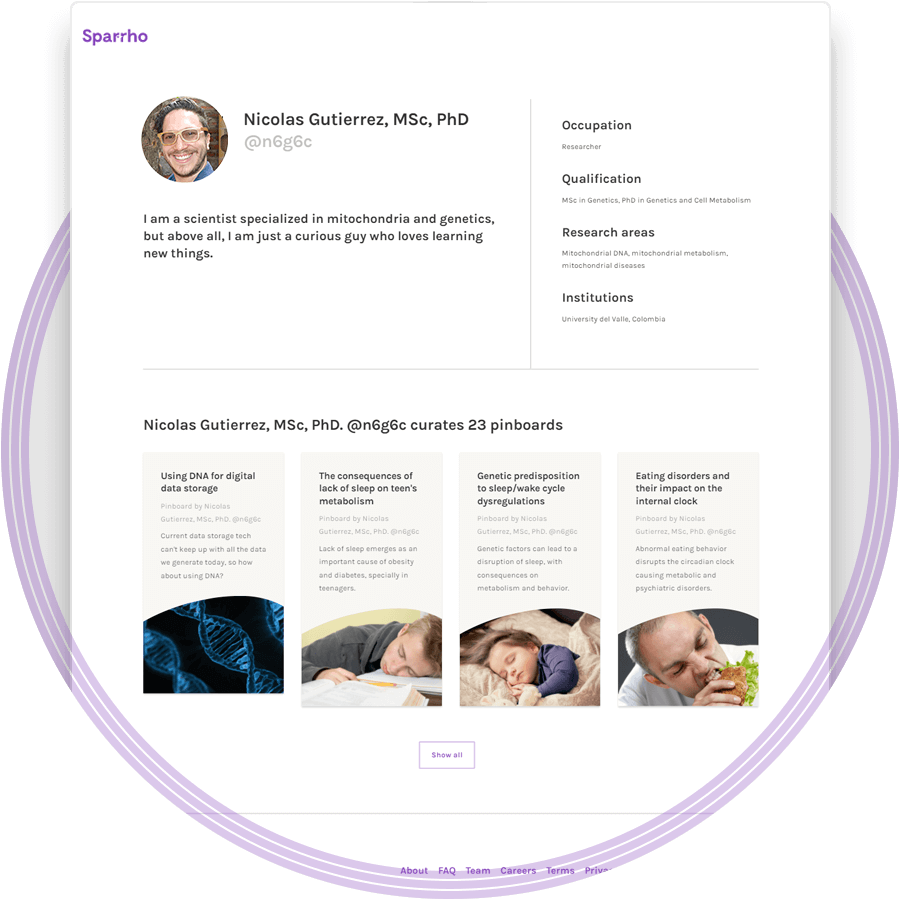 Sparrho
Nicolas Gutierrez, MSc, PhD
@n6g6c
I am a scientist specialized in mitochondria and genetics,
but above all, I am just a curious guy who loves learning
new things.
Occupation
Researcher
Qualification
MSc in Genetics, PhD in Genetics and Cell Metabolism
Research areas
Mitochondrial DNA, mitochondrial metabolism,
mitochondrial diseases
Institutions
University del Valle, Colombia
Nicolas Gutierrez, MSc, PhD. @n6g6c curates 23 pinboards
Using DNA for digital
data storage
Pinboard by Nicolas
Gutierrez, MSc, PhD. @n6g6c
Current data storage tech
can't keep up with all the data
we generate today, so how
about using DNA?
The consequences of
lack of sleep on teen's
metabolism
Pinboard by Nicolas
Gutierrez, MSc, PhD. @n6g6c
Lack of sleep emerges as an
important cause of obesity
and diabetes, specially in
teenagers.
Genetic predisposition
to sleep/wake cycle
dysregulations
Pinboard by Nicolas
Gutierrez, MSc, PhD. @n6g6c
Genetic factors can lead to a
disruption of sleep, with
consequences on
metabolism and behavior.
Eating disorders and
their impact on the
internal clock
Pinboard by Nicolas
Gutierrez, MSc, PhD. @n6g6c
Abnormal eating behavior
disrupts the circadian clock
causing metabolic and
psychiatric disorders.
Show all
About FAQ Team Careers Terms